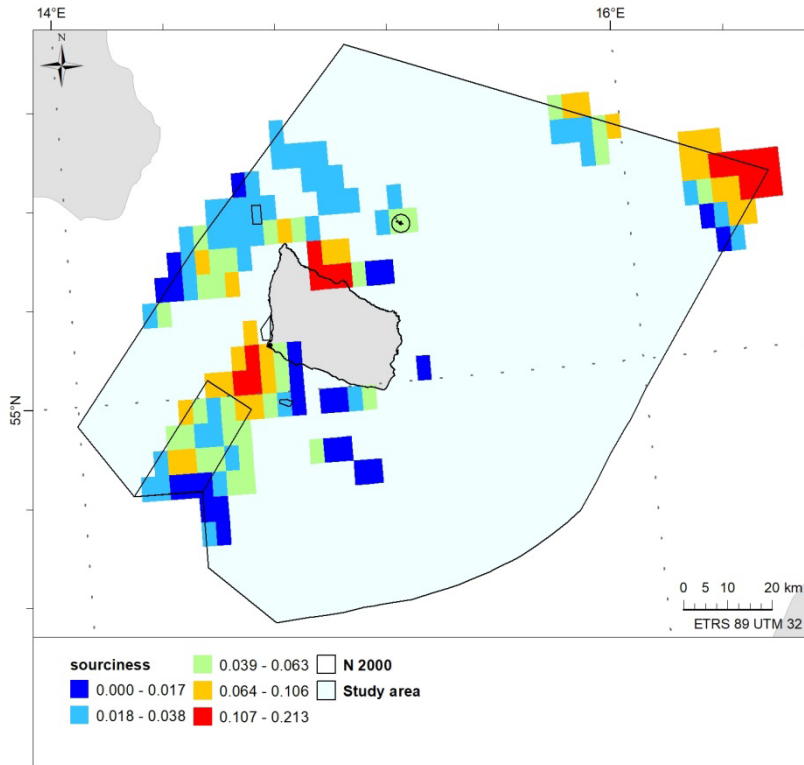 14°E 16°E
N
55°N
0 5 10 20 km
ETRS 89 UTM 32
sourciness
0.000 - 0.017
0.018 - 0.038
0.039 - 0.063
0.064 - 0.106
0.107 - 0.213
N 2000
Study area